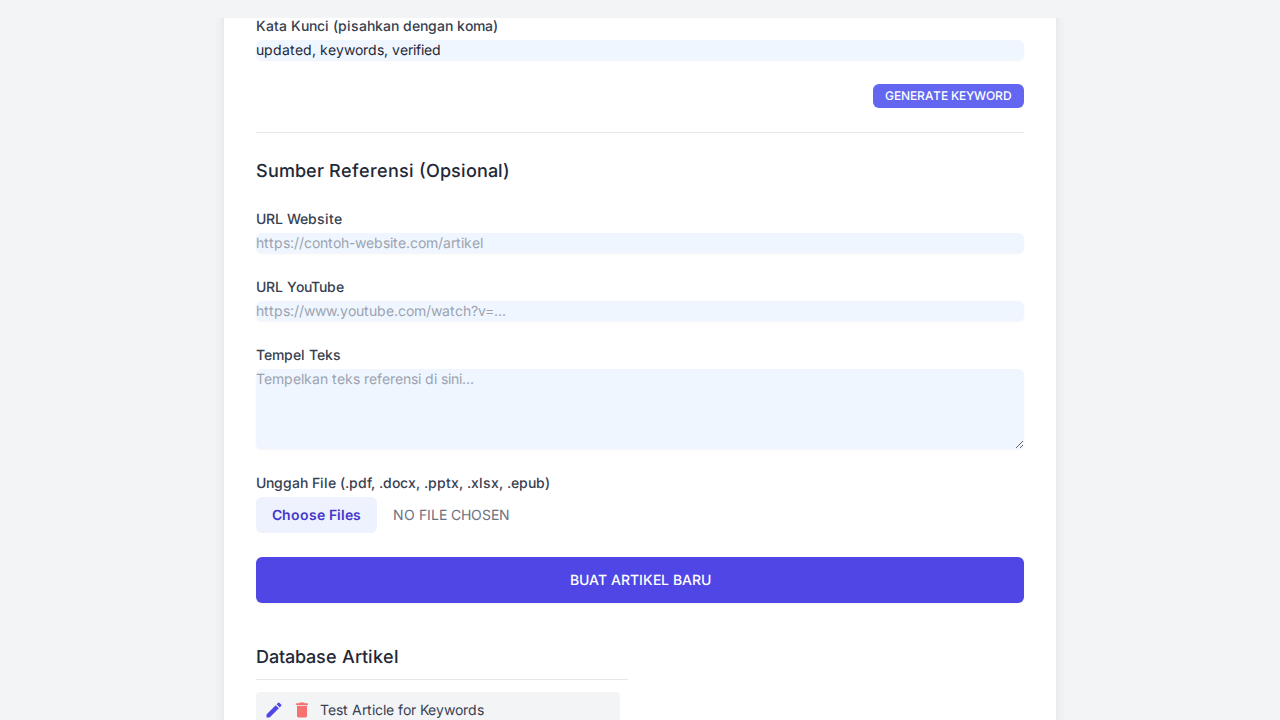 Kata Kunci (pisahkan dengan koma)
updated, keywords, verified
GENERATE KEYWORD
Sumber Referensi (Opsional)
URL Website
https://contoh-website.com/artikel
URL YouTube
https://www.youtube.com/watch?v=...
Tempel Teks
Tempelkan teks referensi di sini...
Unggah File (.pdf, .docx, .pptx, .xlsx, .epub)
Choose Files NO FILE CHOSEN
BUAT ARTIKEL BARU
Database Artikel
Test Article for Keywords